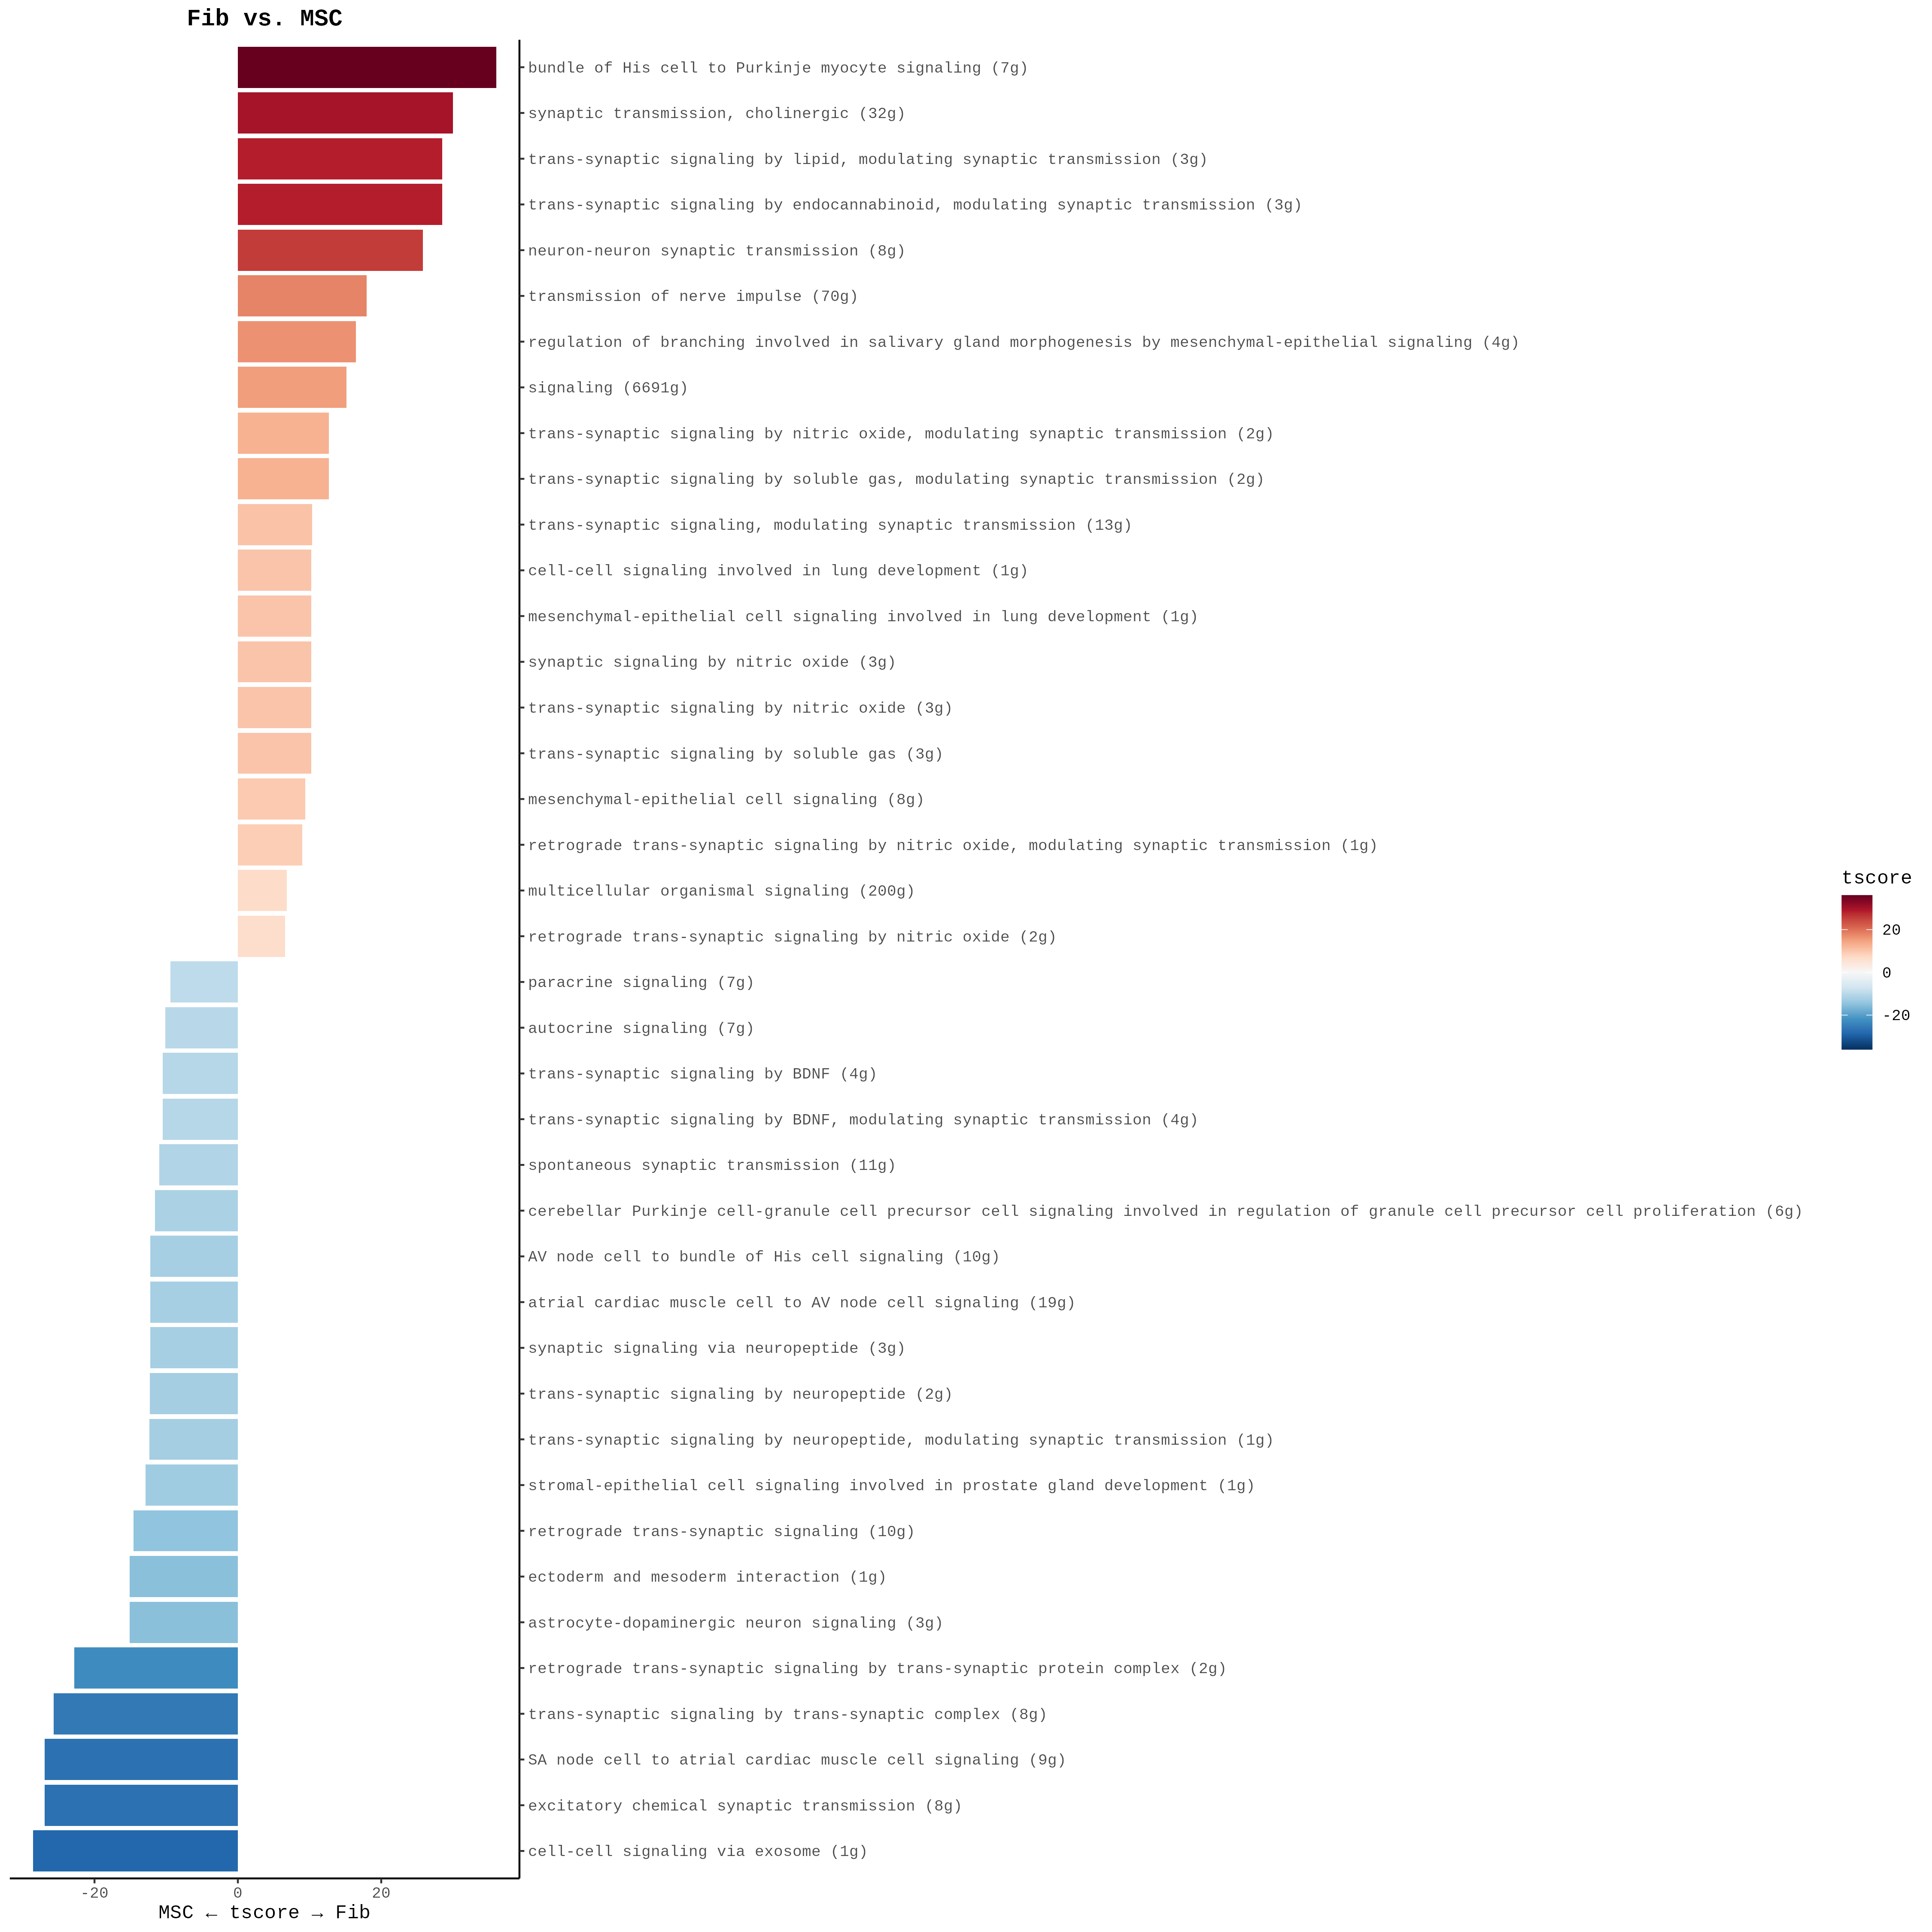 Fib vs. MSC
bundle of His cell to Purkinje myocyte signaling (7g)
synaptic transmission, cholinergic (32g)
trans-synaptic signaling by lipid, modulating synaptic transmission (3g)
trans-synaptic signaling by endocannabinoid, modulating synaptic transmission (3g)
neuron-neuron synaptic transmission (8g)
transmission of nerve impulse (70g)
regulation of branching involved in salivary gland morphogenesis by mesenchymal-epithelial signaling (4g)
signaling (6691g)
trans-synaptic signaling by nitric oxide, modulating synaptic transmission (2g)
trans-synaptic signaling by soluble gas, modulating synaptic transmission (2g)
trans-synaptic signaling, modulating synaptic transmission (13g)
cell-cell signaling involved in lung development (1g)
mesenchymal-epithelial cell signaling involved in lung development (1g)
synaptic signaling by nitric oxide (3g)
trans-synaptic signaling by nitric oxide (3g)
trans-synaptic signaling by soluble gas (3g)
mesenchymal-epithelial cell signaling (8g)
retrograde trans-synaptic signaling by nitric oxide, modulating synaptic transmission (1g)
multicellular organismal signaling (200g)
retrograde trans-synaptic signaling by nitric oxide (2g)
paracrine signaling (7g)
autocrine signaling (7g)
trans-synaptic signaling by BDNF (4g)
trans-synaptic signaling by BDNF, modulating synaptic transmission (4g)
spontaneous synaptic transmission (11g)
cerebellar Purkinje cell-granule cell precursor cell signaling involved in regulation of granule cell precursor cell proliferation (6g)
AV node cell to bundle of His cell signaling (10g)
atrial cardiac muscle cell to AV node cell signaling (19g)
synaptic signaling via neuropeptide (3g)
trans-synaptic signaling by neuropeptide (2g)
trans-synaptic signaling by neuropeptide, modulating synaptic transmission (1g)
stromal-epithelial cell signaling involved in prostate gland development (1g)
retrograde trans-synaptic signaling (10g)
ectoderm and mesoderm interaction (1g)
astrocyte-dopaminergic neuron signaling (3g)
retrograde trans-synaptic signaling by trans-synaptic protein complex (2g)
trans-synaptic signaling by trans-synaptic complex (8g)
SA node cell to atrial cardiac muscle cell signaling (9g)
excitatory chemical synaptic transmission (8g)
cell-cell signaling via exosome (1g)
-20 0 20
MSC ← tscore → Fib
tscore
20
0
-20